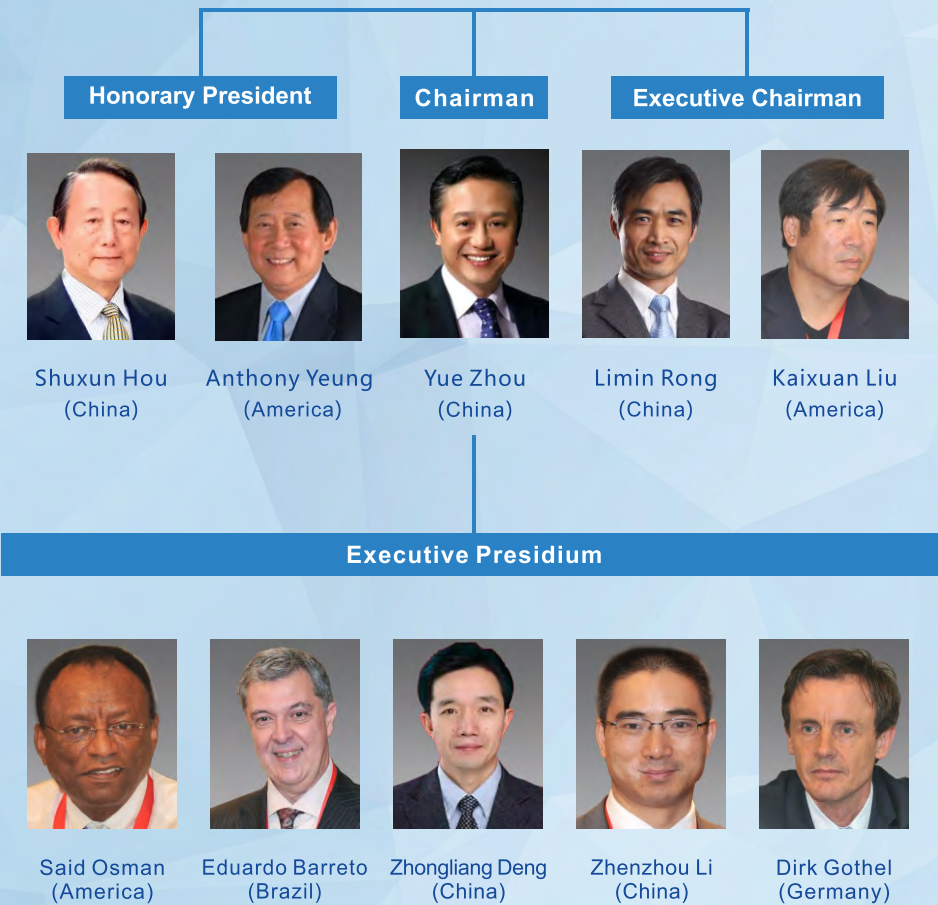 Honorary President
Chairman
Executive Chairman
Shuxun Hou
(China)
Anthony Yeung
(America)
Yue Zhou
(China)
Limin Rong
(China)
Kaixuan Liu
(America)
Executive Presidium
Said Osman
(America)
Eduardo Barreto
(Brazil)
Zhongliang Deng
(China)
Zhenzhou Li
(China)
Dirk Gothel
(Germany)